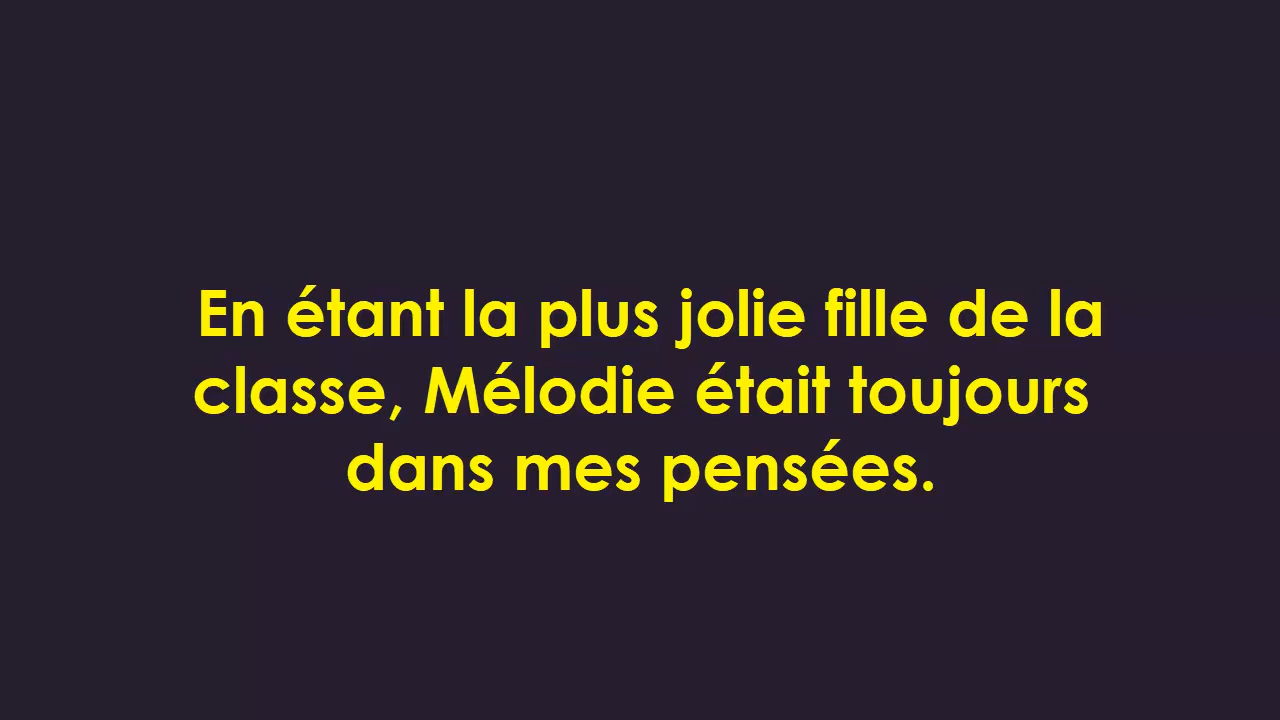 En étant la plus jolie fille de la
classe, Mélodie était toujours
dans mes pensées.